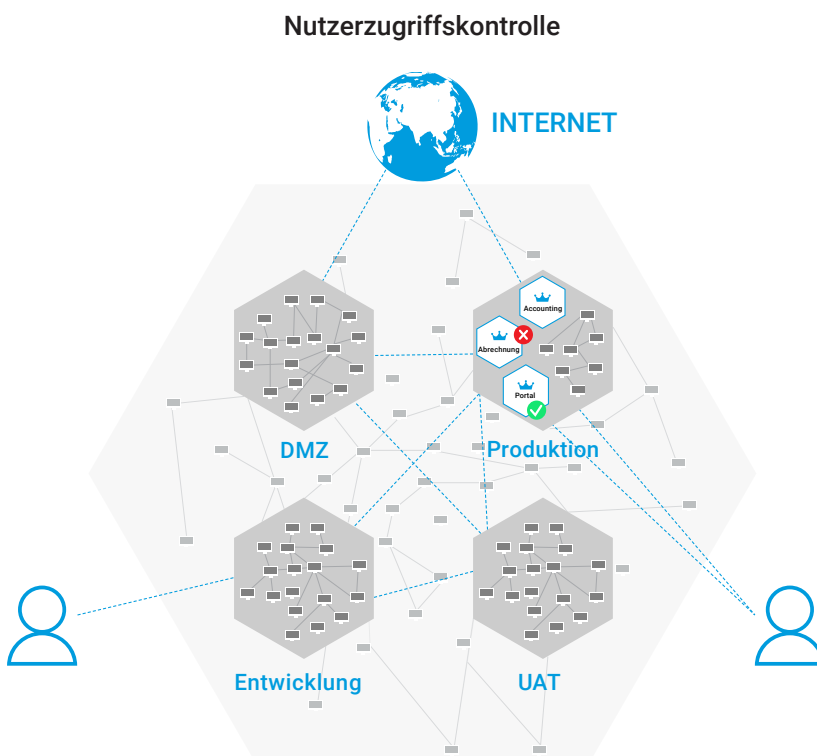 Nutzerzugriffskontrolle
INTERNET
Accounting
Abrechnung
Portal
DMZ
Produktion
Entwicklung
UAT